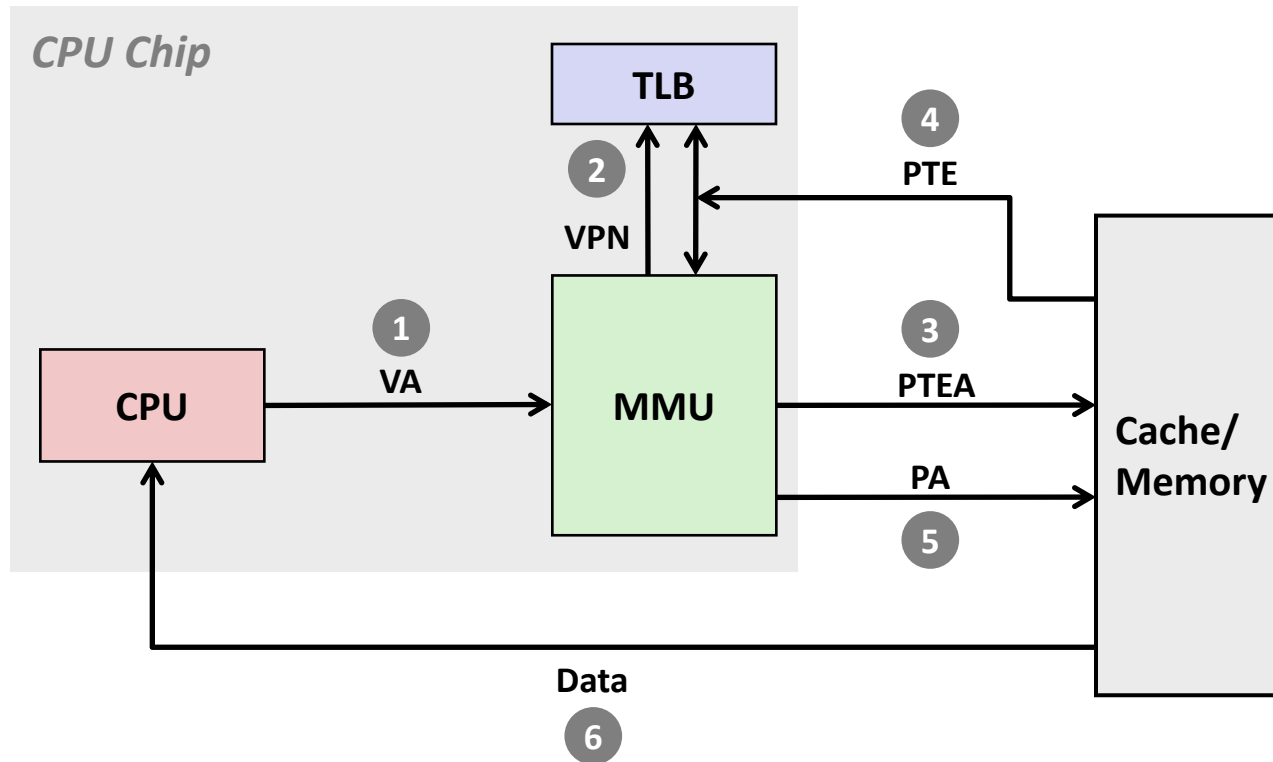 CPU Chip
TLB
4
2
PTE
VPN
1
3
VA
PTEA
CPU
MMU
Cache/
Memory
PA
5
Data
6